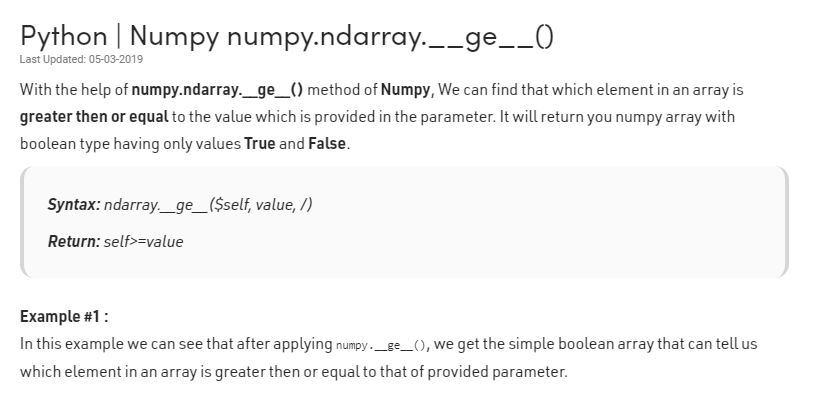 Python | Numpy numpy.ndarray.__ge__()
Last Updated: 05-03-2019
With the help of numpy.ndarray.__ge__() method of Numpy, We can find that which element in an array is
greater then or equal to the value which is provided in the parameter. It will return you numpy array with
boolean type having only values True and False.
Syntax: ndarray.__ge__($self, value, /)
Return: self>=value
Example #1 :
In this example we can see that after applying numpy.__ge__(), we get the simple boolean array that can tell us
which element in an array is greater then or equal to that of provided parameter.